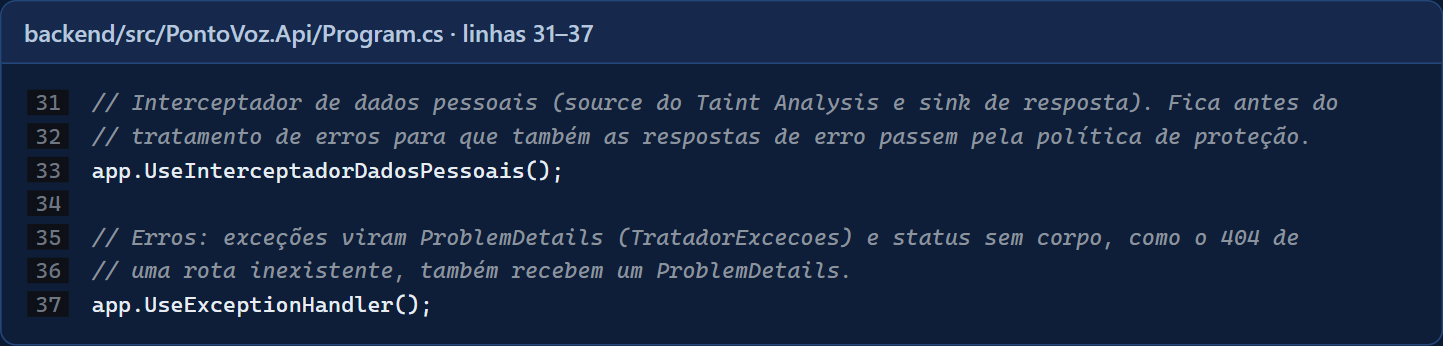 backend/src/PontoVoz.Api/Program.cs · linhas 31–37
31 // Interceptador de dados pessoais (source do Taint Analysis e sink de resposta). Fica antes do
32 // tratamento de erros para que também as respostas de erro passem pela política de proteção.
33 app.UseInterceptadorDadosPessoais();
34
35 // Erros: exceções viram ProblemDetails (TratadorExcecoes) e status sem corpo, como o 404 de
36 // uma rota inexistente, também recebem um ProblemDetails.
37 app.UseExceptionHandler();